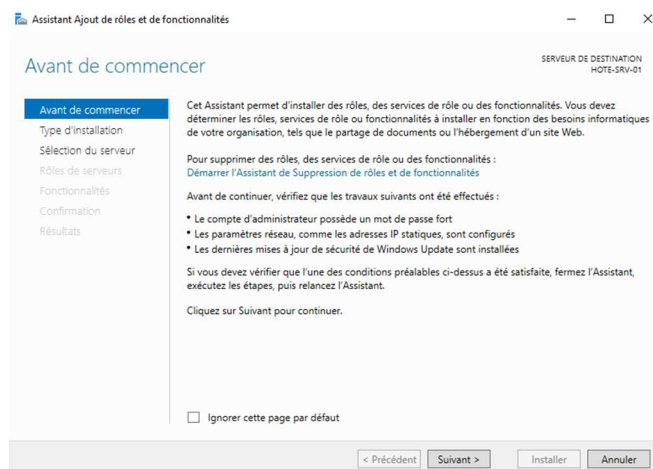 Assistant Ajout de rôles et de fonctionnalités
Avant de commencer
SERVEUR DE DESTINATION
HOTE-SRV-01
Avant de commencer
Type d'installation
Sélection du serveur
Rôles de serveurs
Fonctionnalités
Confirmation
Résultats
Cet Assistant permet d'installer des rôles, des services de rôle ou des fonctionnalités. Vous devez
déterminer les rôles, services de rôle ou fonctionnalités à installer en fonction des besoins informatiques
de votre organisation, tels que le partage de documents ou l'hébergement d'un site Web.
Pour supprimer des rôles, des services de rôle ou des fonctionnalités :
Démarrer l'Assistant de Suppression de rôles et de fonctionnalités
Avant de continuer, vérifiez que les travaux suivants ont été effectués :
• Le compte d'administrateur possède un mot de passe fort
• Les paramètres réseau, comme les adresses IP statiques, sont configurés
• Les dernières mises à jour de sécurité de Windows Update sont installées
Si vous devez vérifier que l'une des conditions préalables ci-dessus a été satisfaite, fermez l'Assistant,
exécutez les étapes, puis relancez l'Assistant.
Cliquez sur Suivant pour continuer.
Ignorer cette page par défaut
< Précédent Suivant > Installer Annuler